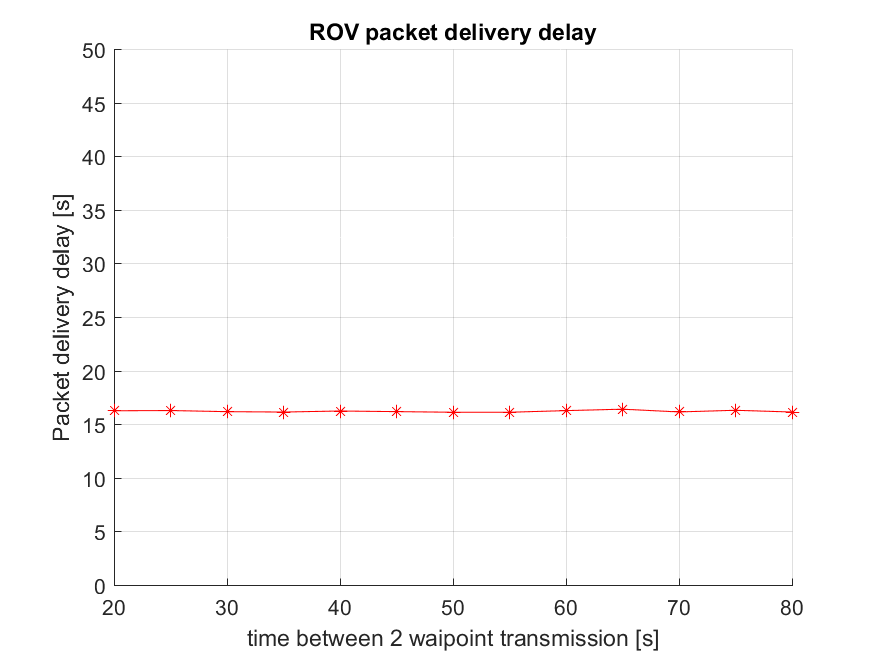 ROV packet delivery delay
50
45
40
35
30
25
20
15
10
5
0
Packet delivery delay [s]
20 30 40 50 60 70 80
time between 2 waipoint transmission [s]